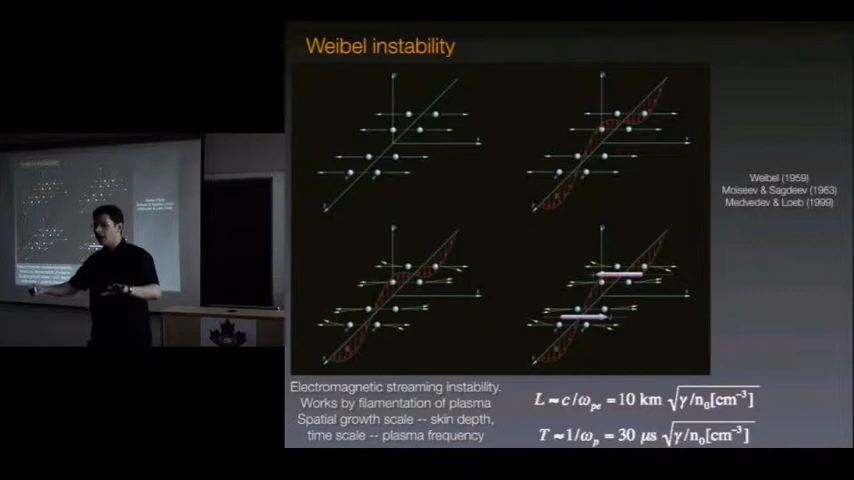 Weibel instability
Weibel (1959)
Moiseev & Sagdeev (1963)
Medvedev & Loeb (1999)
Electromagnetic streaming instability.
Works by filamentation of plasma
Spatial growth scale -- skin depth,
time scale -- plasma frequency
L ≈ c/ω_pe = 10 km √(γ/n₀[cm⁻³])
T ≈ 1/ω_p = 30 μs √(γ/n₀[cm⁻³])